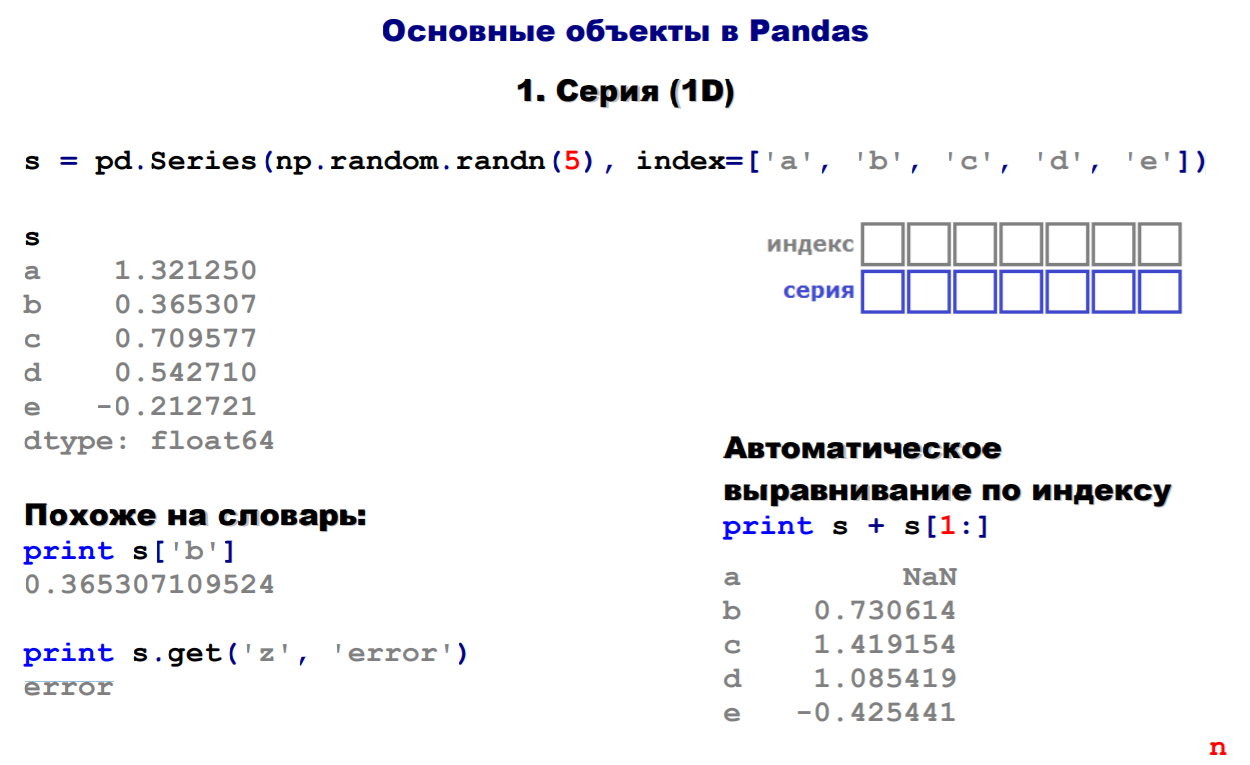 Основные объекты в Pandas
1. Серия (1D)
s = pd.Series(np.random.randn(5), index=['a', 'b', 'c', 'd', 'e'])
s
a 1.321250
b 0.365307
c 0.709577
d 0.542710
e -0.212721
dtype: float64
индекс
серия
Похоже на словарь:
print s['b']
0.365307109524
print s.get('z', 'error')
error
Автоматическое
выравнивание по индексу
print s + s[1:]
a NaN
b 0.730614
c 1.419154
d 1.085419
e -0.425441
n